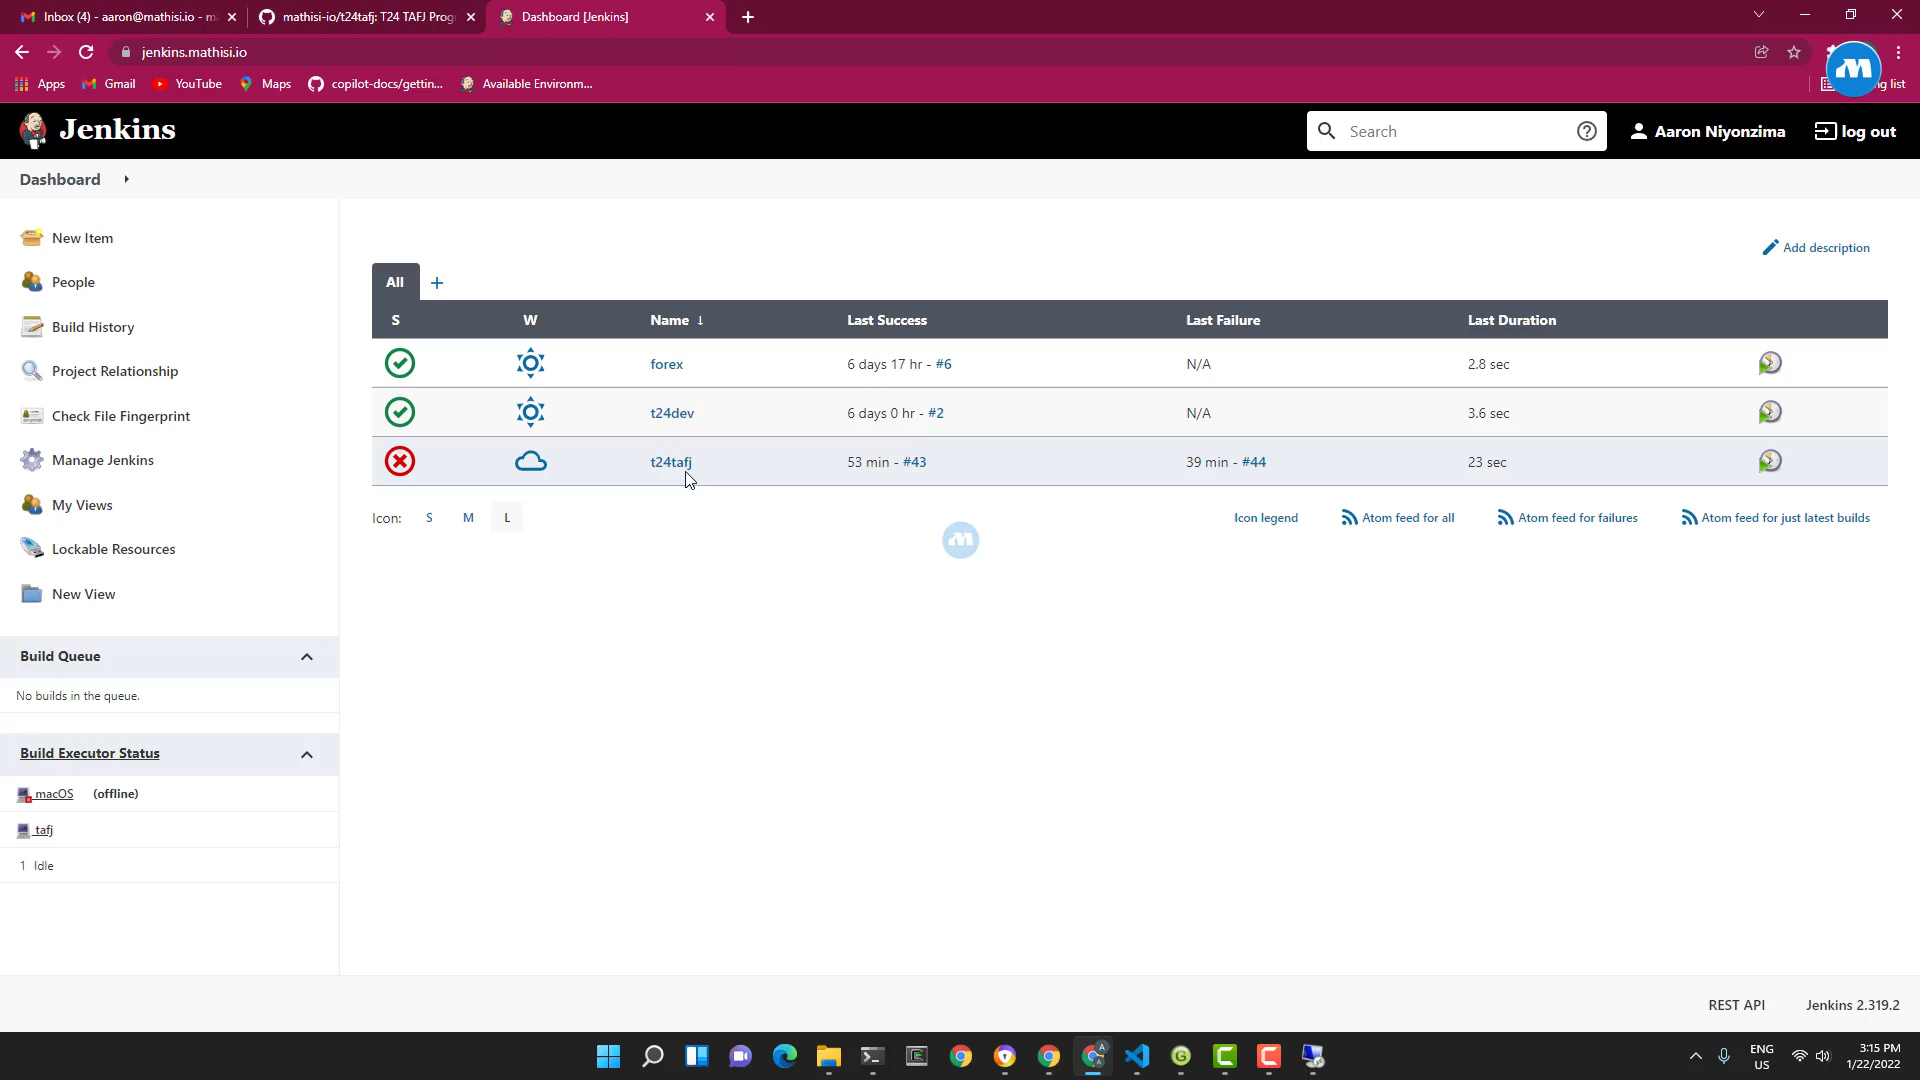 Inbox (4) - aaron@mathisi.io - m
mathisi-io/t24tafj: T24 TAFJ Prog
Dashboard [Jenkins]
jenkins.mathisi.io
Apps
Gmail
YouTube
Maps
copilot-docs/gettin...
Available Environm...
ng list
Jenkins
Search
Aaron Niyonzima
log out
Dashboard
New Item
People
Build History
Project Relationship
Check File Fingerprint
Manage Jenkins
My Views
Lockable Resources
New View
Build Queue
No builds in the queue.
Build Executor Status
macOS (offline)
tafj
1 Idle
Add description
All +
S W Name ↓ Last Success Last Failure Last Duration
forex 6 days 17 hr - #6 N/A 2.8 sec
t24dev 6 days 0 hr - #2 N/A 3.6 sec
t24tafj 53 min - #43 39 min - #44 23 sec
Icon: S M L
Icon legend
Atom feed for all
Atom feed for failures
Atom feed for just latest builds
REST API
Jenkins 2.319.2
ENG
US
3:15 PM
1/22/2022